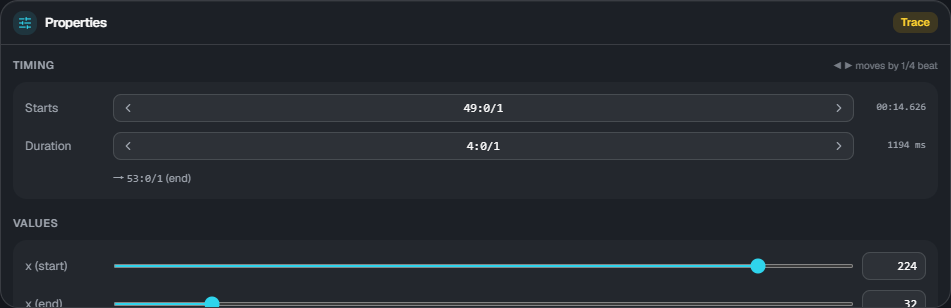 Properties
Trace
TIMING
◀ ▶ moves by 1/4 beat
Starts
49:0/1
00:14.626
Duration
4:0/1
1194 ms
→ 53:0/1 (end)
VALUES
x (start)
224
x (end)
32